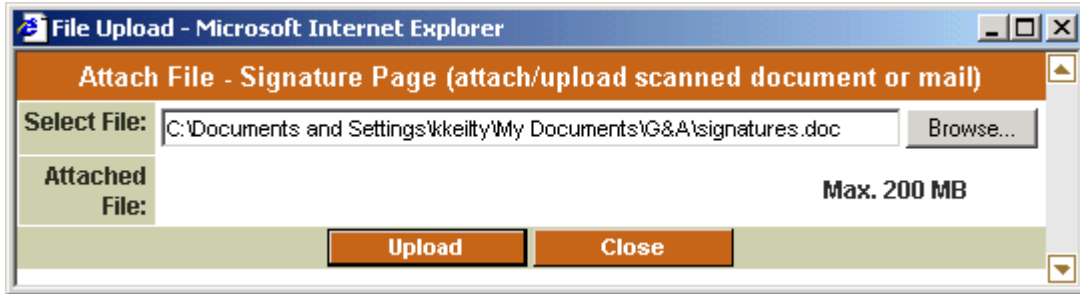 File Upload - Microsoft Internet Explorer
Attach File - Signature Page (attach/upload scanned document or mail)
Select File: C:\Documents and Settings\kkeilty\My Documents\G&A\signatures.doc Browse...
Attached
File:
Max. 200 MB
Upload Close